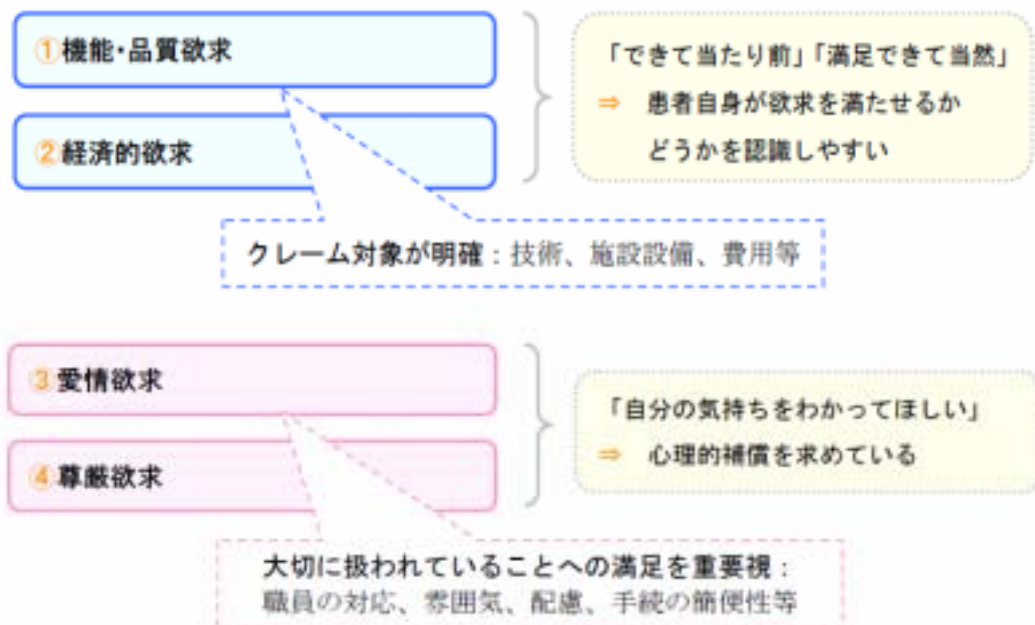 ①機能・品質欲求
②経済的欲求
「できて当たり前」「満足できて当然」
⇒ 患者自身が欲求を満たせるか
どうかを認識しやすい
クレーム対象が明確：技術、施設設備、費用等
③愛情欲求
④尊厳欲求
「自分の気持ちをわかってほしい」
⇒ 心理的補償を求めている
大切に扱われていることへの満足を重要視：
職員の対応、雰囲気、配慮、手続の簡便性等